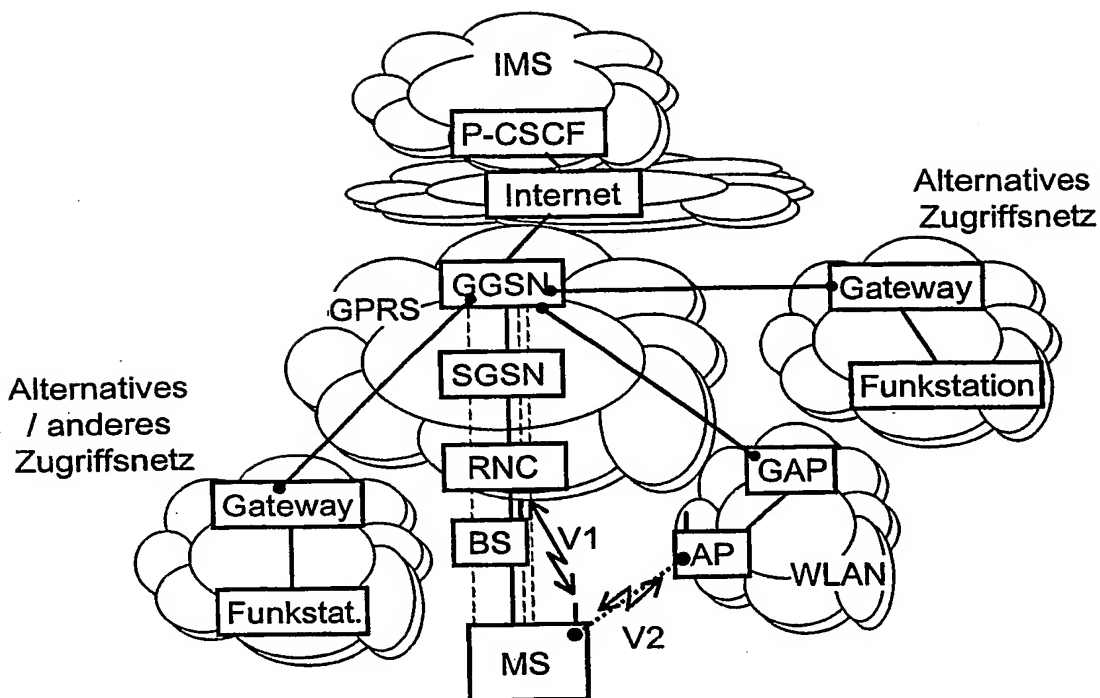 IMS
P-CSCF
Internet
Alternatives
Zugriffsnetz
GGSN
Gateway
GPRS
SGSN
Funkstation
Alternatives
/ anderes
Zugriffsnetz
RNC
GAP
Gateway
BS
V1
AP
WLAN
Funkstat.
V2
MS